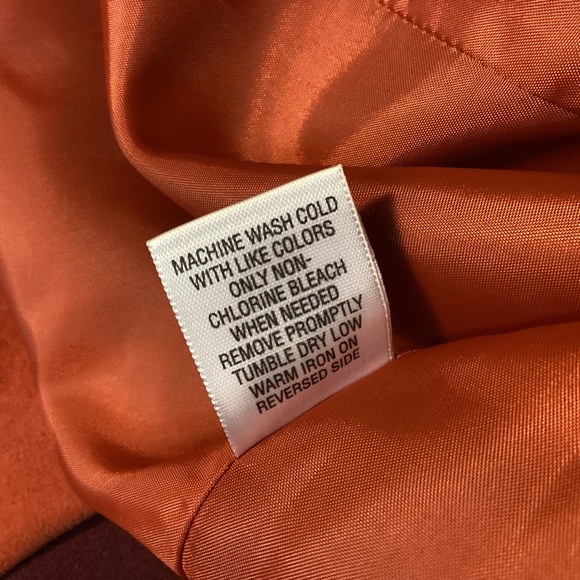 MACHINE WASH COLD
WITH LIKE COLORS
ONLY NON-
CHLORINE BLEACH
WHEN NEEDED
REMOVE PROMPTLY
TUMBLE DRY LOW
WARM IRON ON
REVERSED SIDE